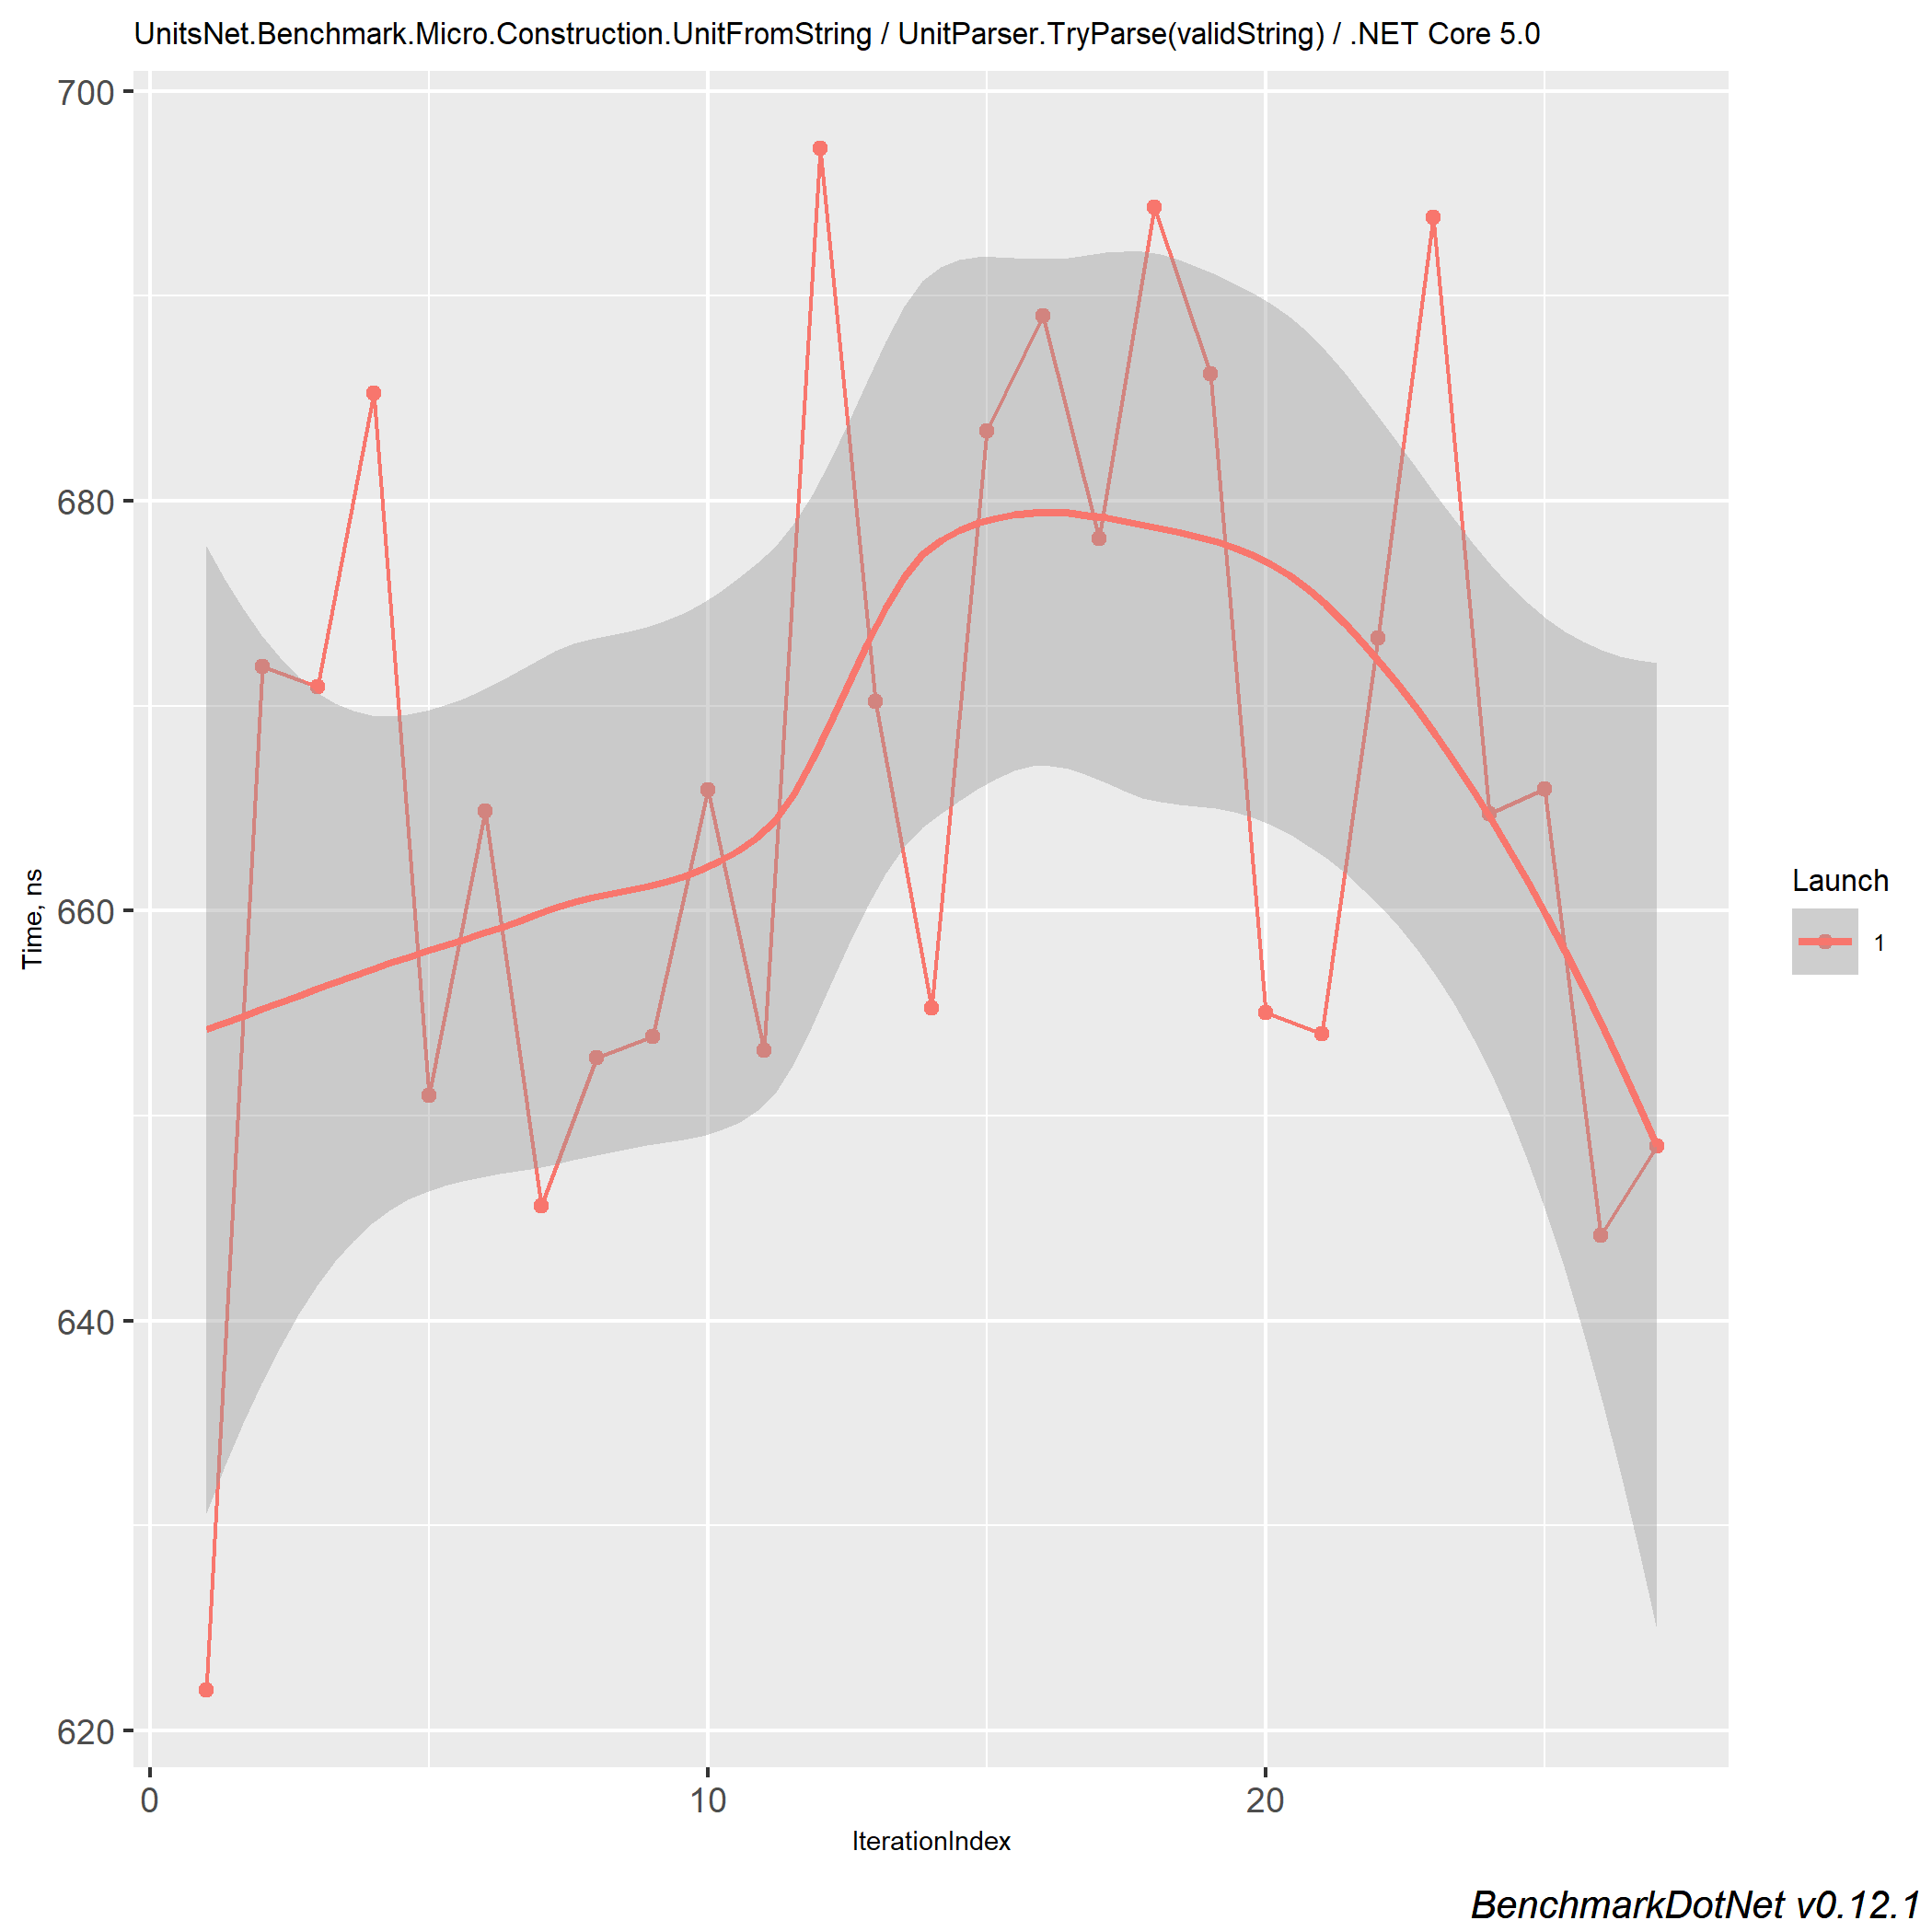 UnitsNet.Benchmark.Micro.Construction.UnitFromString / UnitParser.TryParse(validString) / .NET Core 5.0
700
680
660
640
620
Time, ns
0 10 20
IterationIndex
Launch
1
BenchmarkDotNet v0.12.1